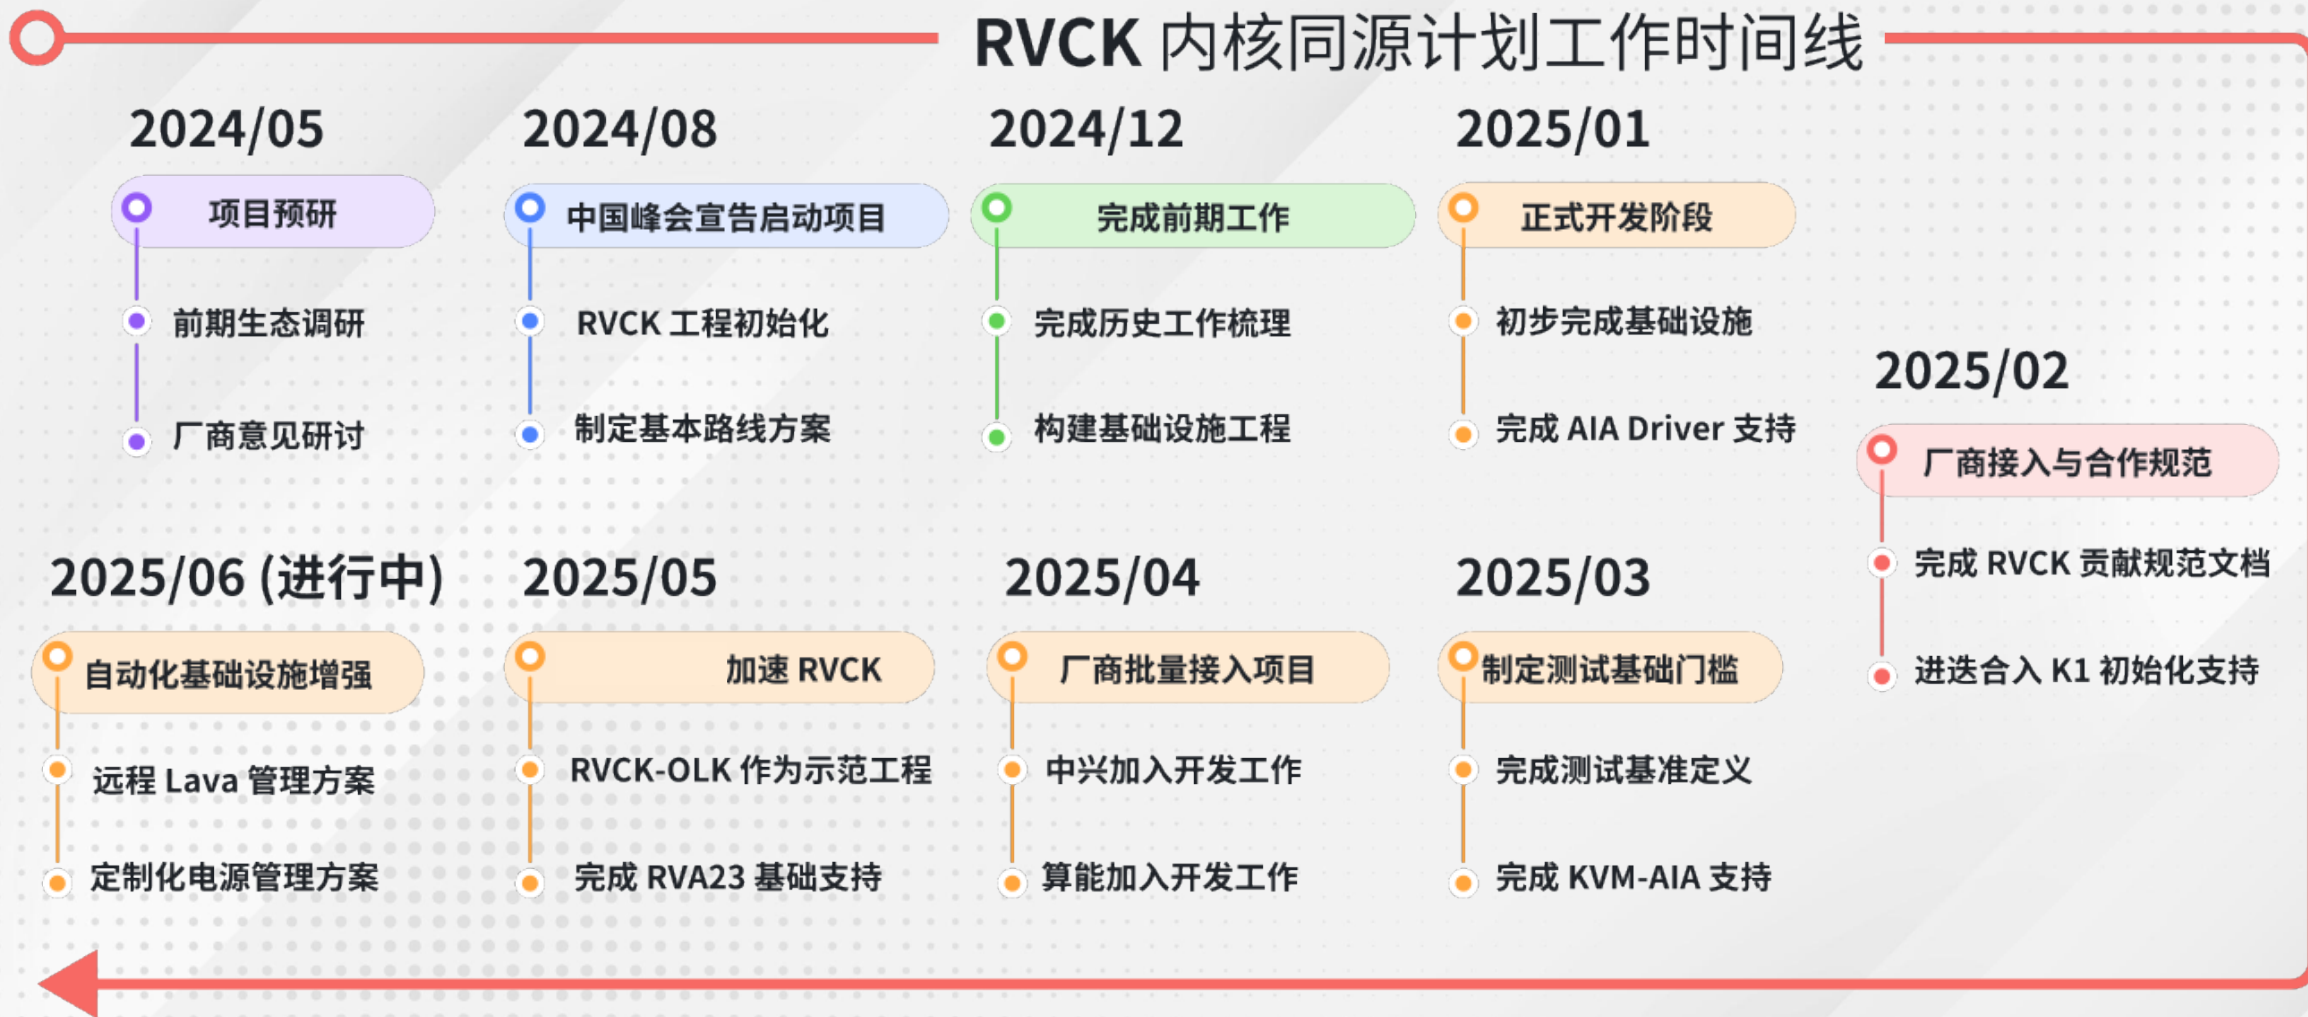 RVCK 内核同源计划工作时间线
2024/05
项目预研
前期生态调研
厂商意见研讨
2024/08
中国峰会宣告启动项目
RVCK 工程初始化
制定基本路线方案
2024/12
完成前期工作
完成历史工作梳理
构建基础设施工程
2025/01
正式开发阶段
初步完成基础设施
完成 AIA Driver 支持
2025/02
厂商接入与合作规范
完成 RVCK 贡献规范文档
进迭合入 K1 初始化支持
2025/03
制定测试基础门槛
完成测试基准定义
完成 KVM-AIA 支持
2025/04
厂商批量接入项目
中兴加入开发工作
算能加入开发工作
2025/05
加速 RVCK
RVCK-OLK 作为示范工程
完成 RVA23 基础支持
2025/06 (进行中)
自动化基础设施增强
远程 Lava 管理方案
定制化电源管理方案